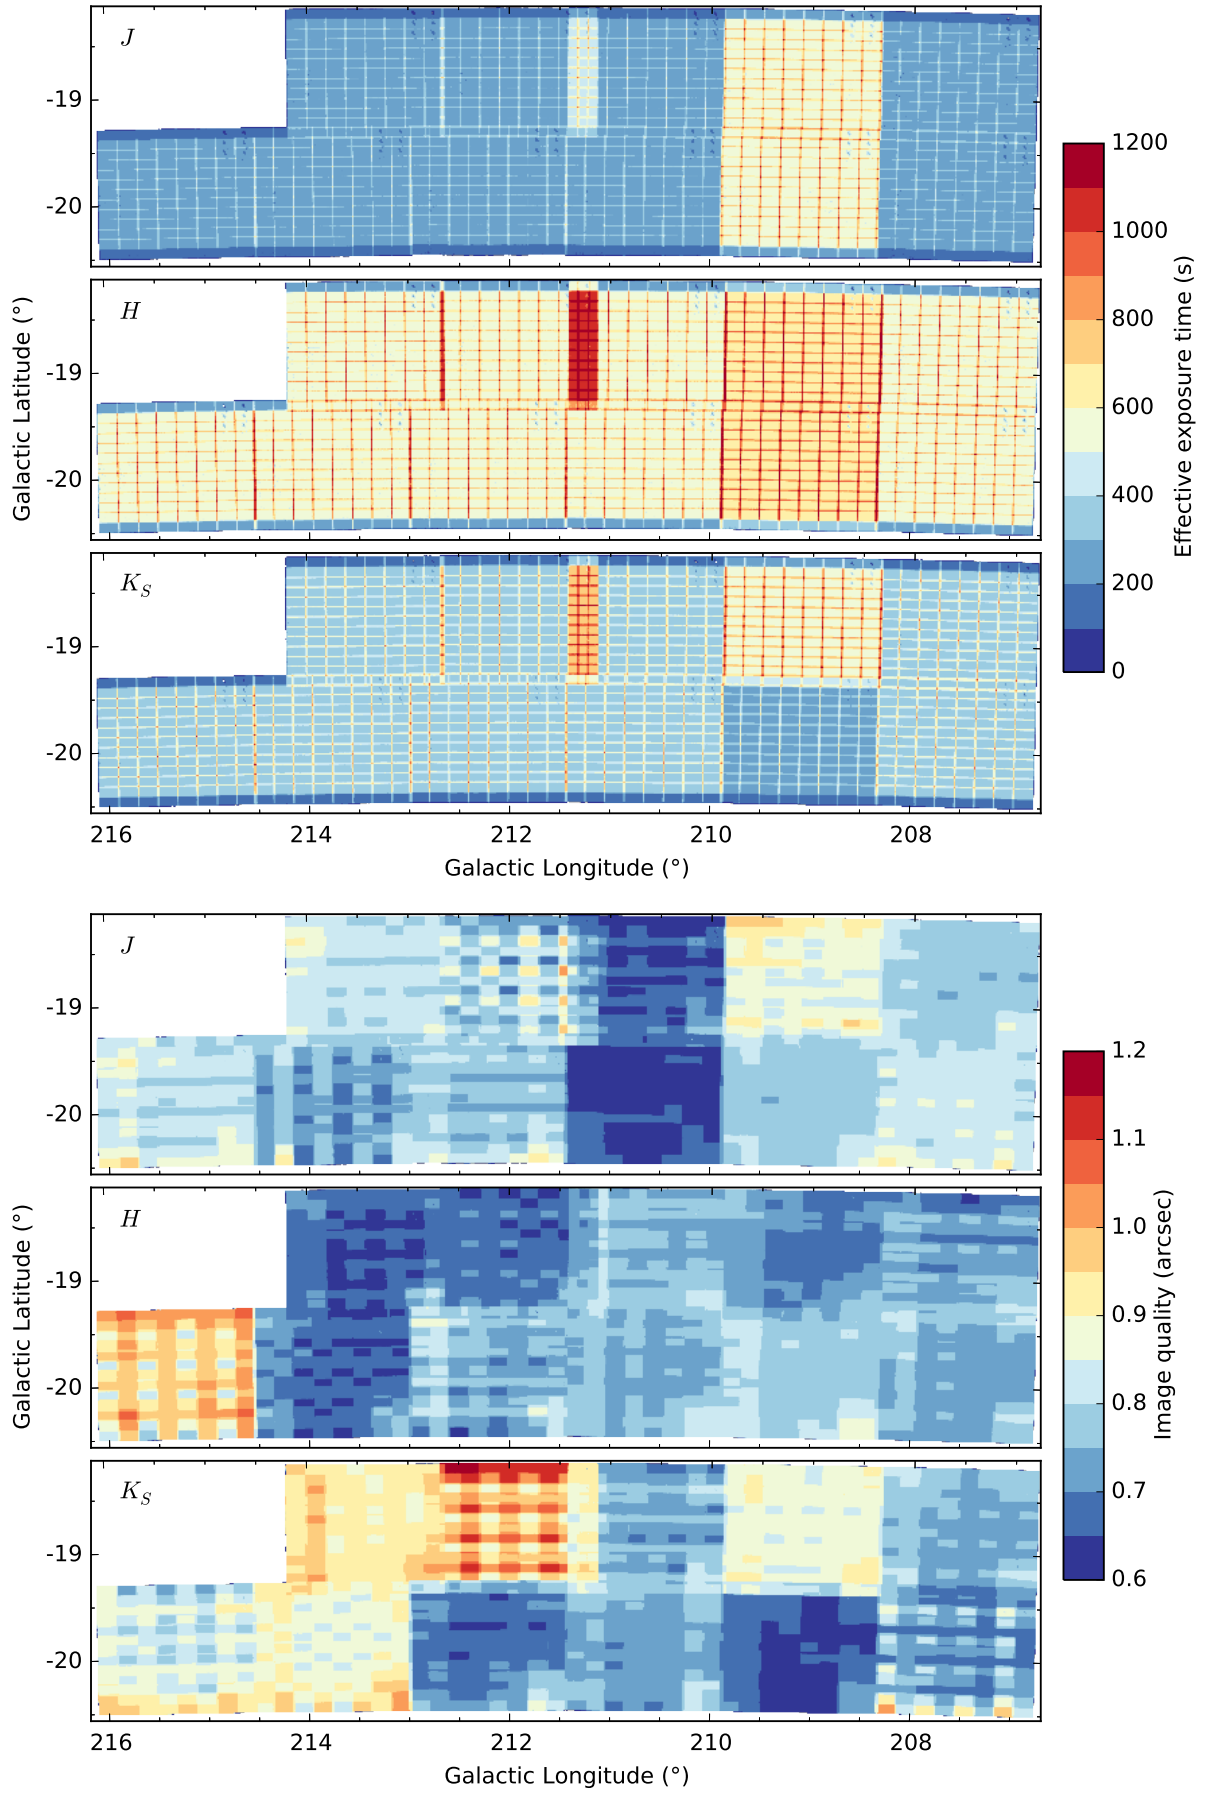 J
-19
-20
H
-19
-20
Galactic Latitude (°)
K_S
-19
-20
216 214 212 210 208
Galactic Longitude (°)
1200
1000
800
600
400
200
0
Effective exposure time (s)
J
-19
-20
H
-19
-20
Galactic Latitude (°)
K_S
-19
-20
216 214 212 210 208
Galactic Longitude (°)
1.2
1.1
1.0
0.9
0.8
0.7
0.6
Image quality (arcsec)